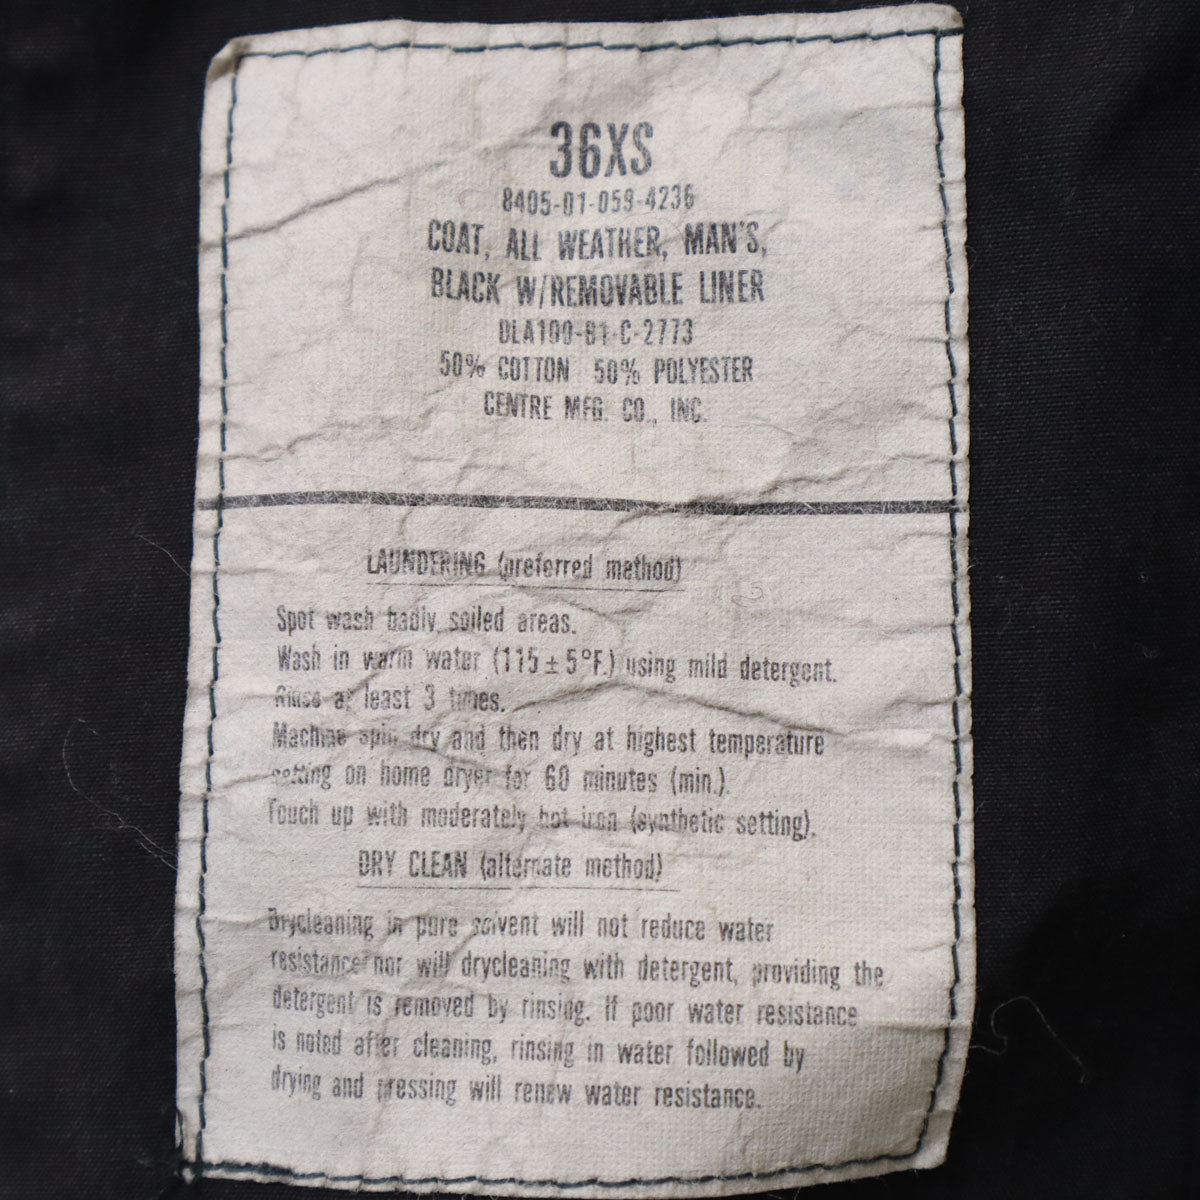 36XS
8405-01-059-4236
COAT, ALL WEATHER, MAN'S,
BLACK W/REMOVABLE LINER
DLA100-81-C-2773
50% COTTON 50% POLYESTER
CENTRE MFG. CO., INC.
LAUNDERING (preferred method)
Spot wash badly soiled areas.
Wash in warm water (115 ± 5°F.) using mild detergent.
Rinse at least 3 times.
Machine spin dry and then dry at highest temperature
setting on home dryer for 60 minutes (min.).
Touch up with moderately hot iron (synthetic setting).
DRY CLEAN (alternate method)
Drycleaning in pure solvent will not reduce water
resistance nor will drycleaning with detergent, providing the
detergent is removed by rinsing. If poor water resistance
is noted after cleaning, rinsing in water followed by
drying and pressing will renew water resistance.